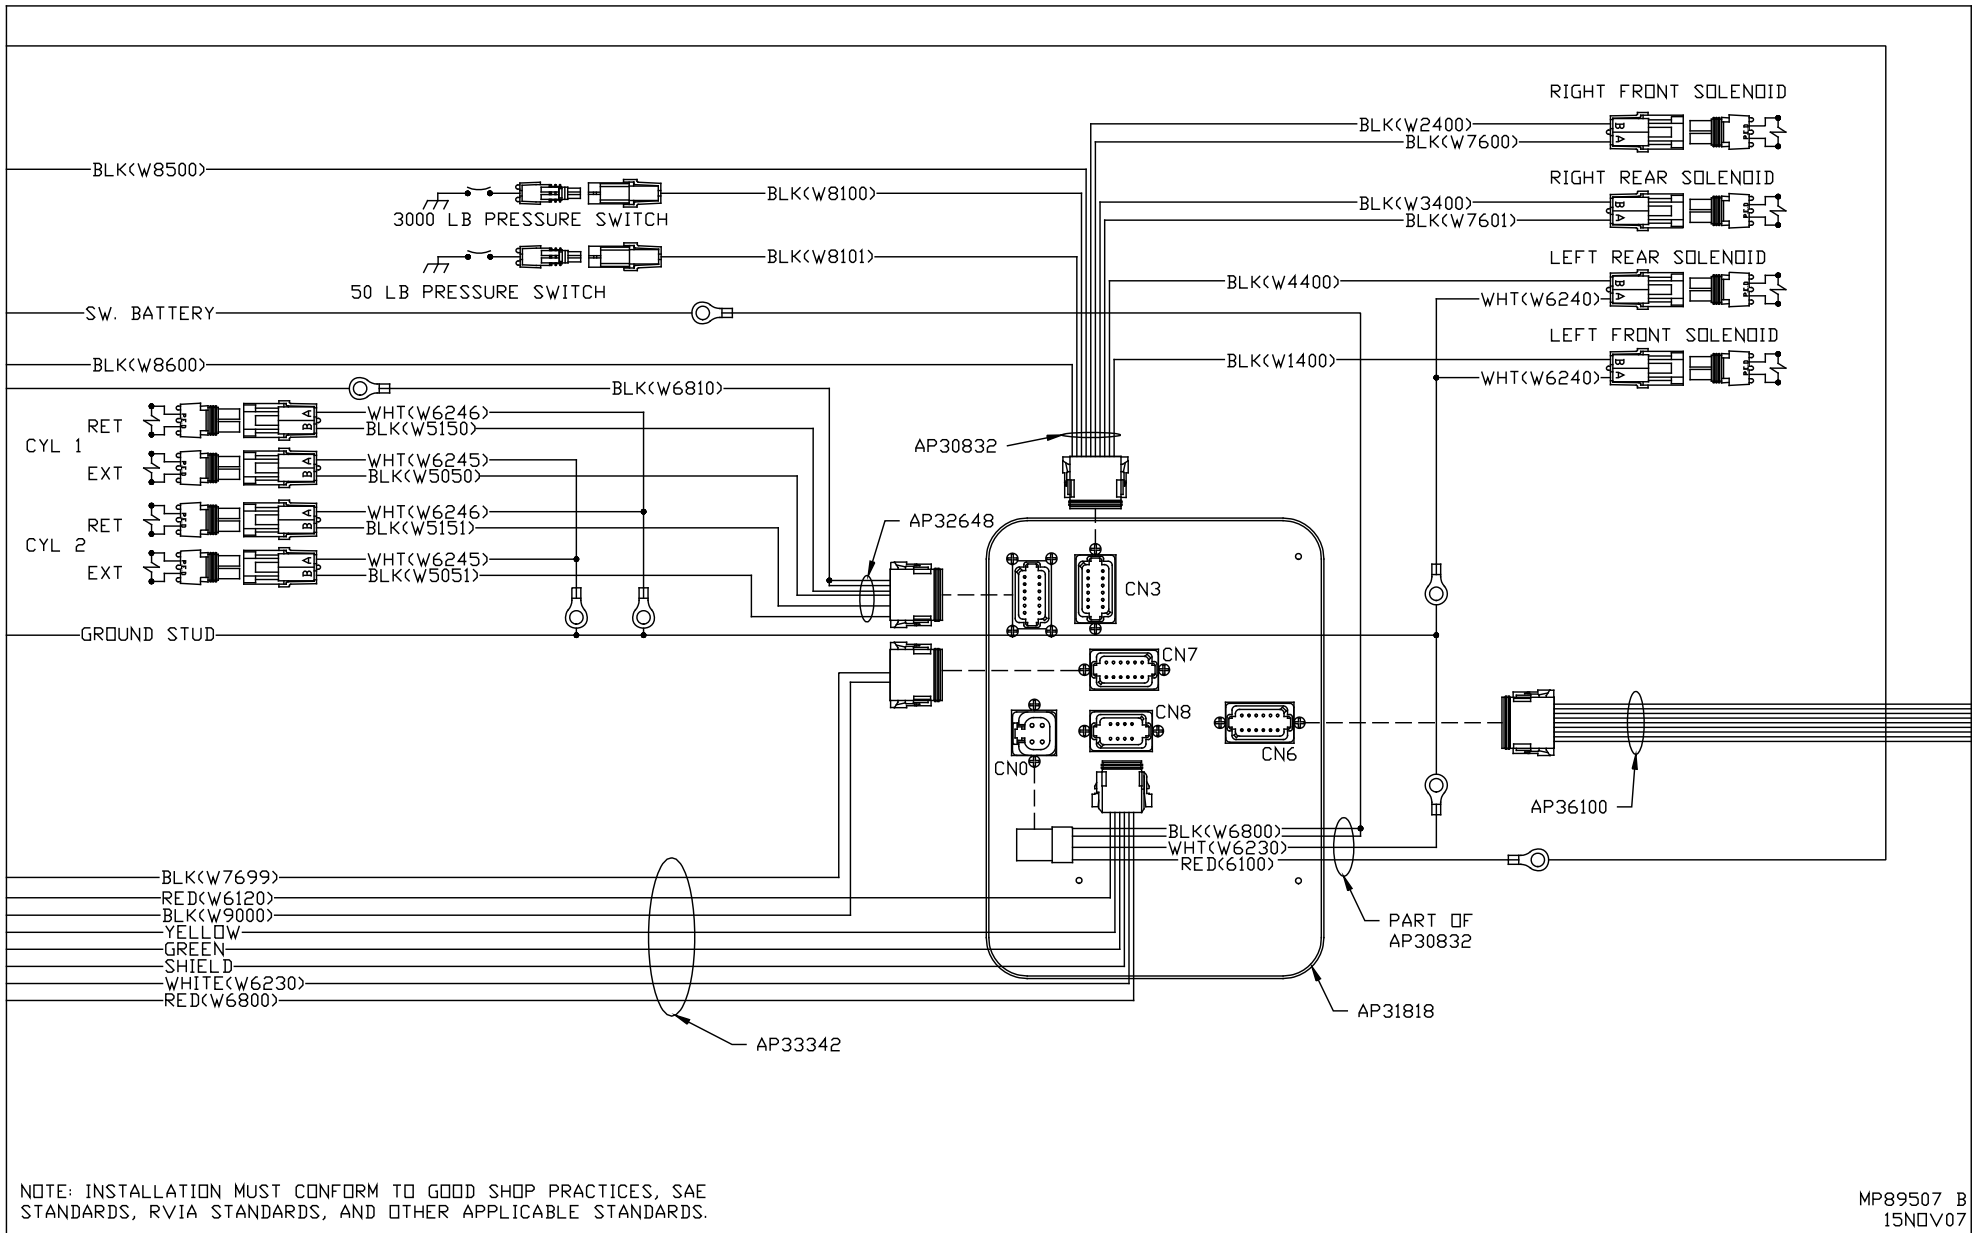 RIGHT FRONT SOLENOID
BLK(W2400)
BLK(W7600)
B
A
BLK(W8500)
RIGHT REAR SOLENOID
BLK(W8100)
3000 LB PRESSURE SWITCH
BLK(W3400)
BLK(W7601)
B
A
BLK(W8101)
50 LB PRESSURE SWITCH
LEFT REAR SOLENOID
BLK(W4400)
WHT(W6240)
B
A
SW. BATTERY
LEFT FRONT SOLENOID
BLK(W8600)
BLK(W1400)
WHT(W6240)
B
A
BLK(W6810)
CYL 1
RET
A
B
WHT(W6246)
BLK(W5150)
EXT
A
B
WHT(W6245)
BLK(W5050)
AP30832
CYL 2
RET
A
B
WHT(W6246)
BLK(W5151)
EXT
A
B
WHT(W6245)
BLK(W5051)
AP32648
CN3
GROUND STUD
CN7
CN8
CN0
CN6
AP36100
BLK(W6800)
WHT(W6230)
RED(6100)
BLK(W7699)
RED(W6120)
BLK(W9000)
YELLOW
GREEN
SHIELD
WHITE(W6230)
RED(W6800)
PART OF
AP30832
AP31818
AP33342
NOTE: INSTALLATION MUST CONFORM TO GOOD SHOP PRACTICES, SAE
STANDARDS, RVIA STANDARDS, AND OTHER APPLICABLE STANDARDS.
MP89507 B
15NOV07